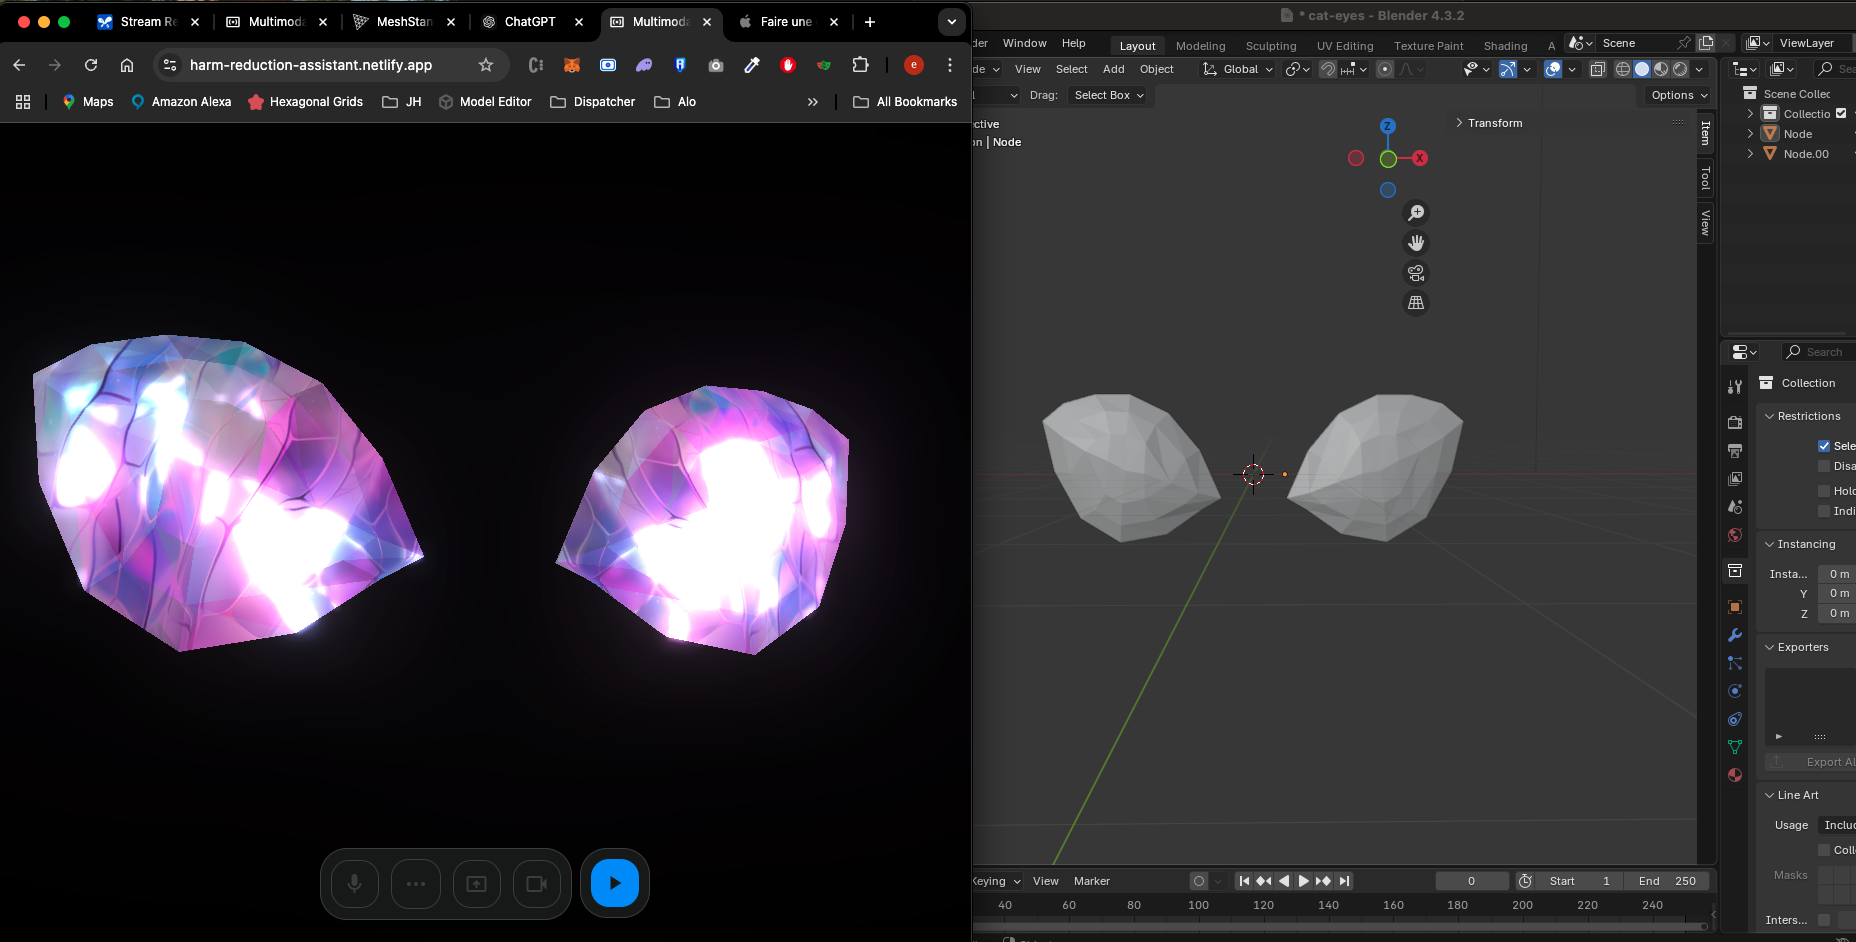 Stream Re
Multimoda
MeshStan
ChatGPT
Multimoda
Faire une
harm-reduction-assistant.netlify.app
e
Maps
Amazon Alexa
Hexagonal Grids
JH
Model Editor
Dispatcher
Alo
»
All Bookmarks
* cat-eyes - Blender 4.3.2
der
Window
Help
Layout
Modeling
Sculpting
UV Editing
Texture Paint
Shading
A
Scene
ViewLayer
de
View
Select
Add
Object
Global
Drag:
Select Box
Options
Sea
ctive
on | Node
Transform
Z
X
Item
Tool
View
Scene Collec
Collectio
Node
Node.00
Search
Collection
Restrictions
Sele
Disa
Hold
Indi
Instancing
Insta... 0 m
Y 0 m
Z 0 m
Exporters
Export Al
Line Art
Usage Includ
Coll
Masks
Inters...
Keying
View
Marker
0
Start 1
End 250
40 60 80 100 120 140 160 180 200 220 240